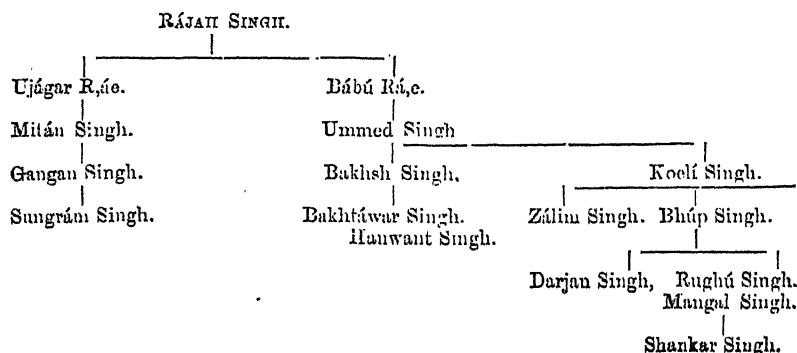 RÁJAH SINGH.
Ujágar Ráe. Bábú Ráe.
Mitán Singh. Ummed Singh
Gangan Singh. Bakhsh Singh. Koelí Singh.
Sungrám Singh. Bakhtáwar Singh. Zálim Singh. Bhúp Singh.
Hanwant Singh.
Darjan Singh, Rughú Singh.
Mangal Singh.
Shankar Singh.